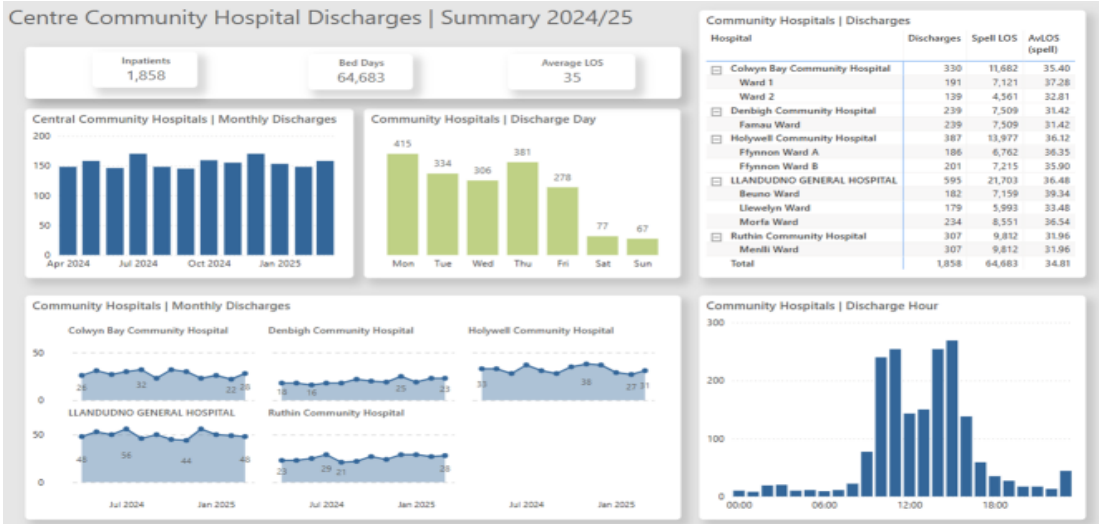 Centre Community Hospital Discharges | Summary 2024/25
Inpatients
1,858
Bed Days
64,683
Average LOS
35
Central Community Hospitals | Monthly Discharges
200
150
100
50
0
Apr 2024 Jul 2024 Oct 2024 Jan 2025
Community Hospitals | Discharge Day
415
334
306
381
278
77
67
Mon Tue Wed Thu Fri Sat Sun
Community Hospitals | Discharges
Hospital Discharges Spell LOS AvLOS (spell)
Colwyn Bay Community Hospital 330 11,682 35.40
Ward 1 191 7,121 37.28
Ward 2 139 4,561 32.81
Denbigh Community Hospital 239 7,509 31.42
Famau Ward 239 7,509 31.42
Holywell Community Hospital 387 13,977 36.12
Ffynnon Ward A 186 6,762 36.35
Ffynnon Ward B 201 7,215 35.90
LLANDUDNO GENERAL HOSPITAL 595 21,703 36.48
Beuno Ward 182 7,159 39.34
Llewelyn Ward 179 5,993 33.48
Morfa Ward 234 8,551 36.54
Ruthin Community Hospital 307 9,812 31.96
Menlli Ward 307 9,812 31.96
Total 1,858 64,683 34.81
Community Hospitals | Monthly Discharges
Colwyn Bay Community Hospital Denbigh Community Hospital Holywell Community Hospital
50
0
26 32 22 28
18 16 25 23
33 38 27 31
LLANDUDNO GENERAL HOSPITAL Ruthin Community Hospital
50
0
48 56 44 48
23 29 21 28
Jul 2024 Jan 2025 Jul 2024 Jan 2025 Jul 2024 Jan 2025
Community Hospitals | Discharge Hour
300
200
100
0
00:00 06:00 12:00 18:00